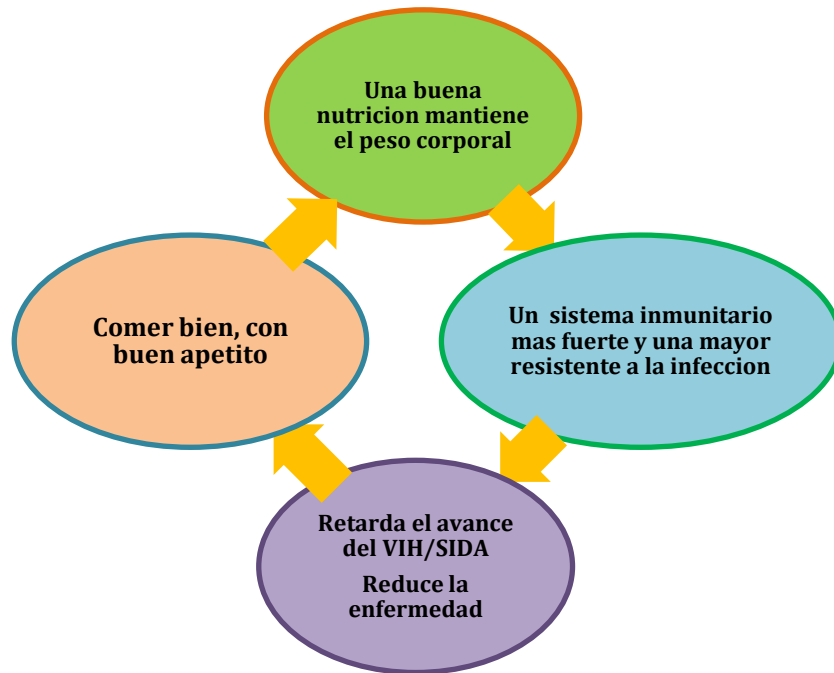 Una buena
nutricion mantiene
el peso corporal
Un sistema inmunitario
mas fuerte y una mayor
resistente a la infeccion
Retarda el avance
del VIH/SIDA
Reduce la
enfermedad
Comer bien, con
buen apetito